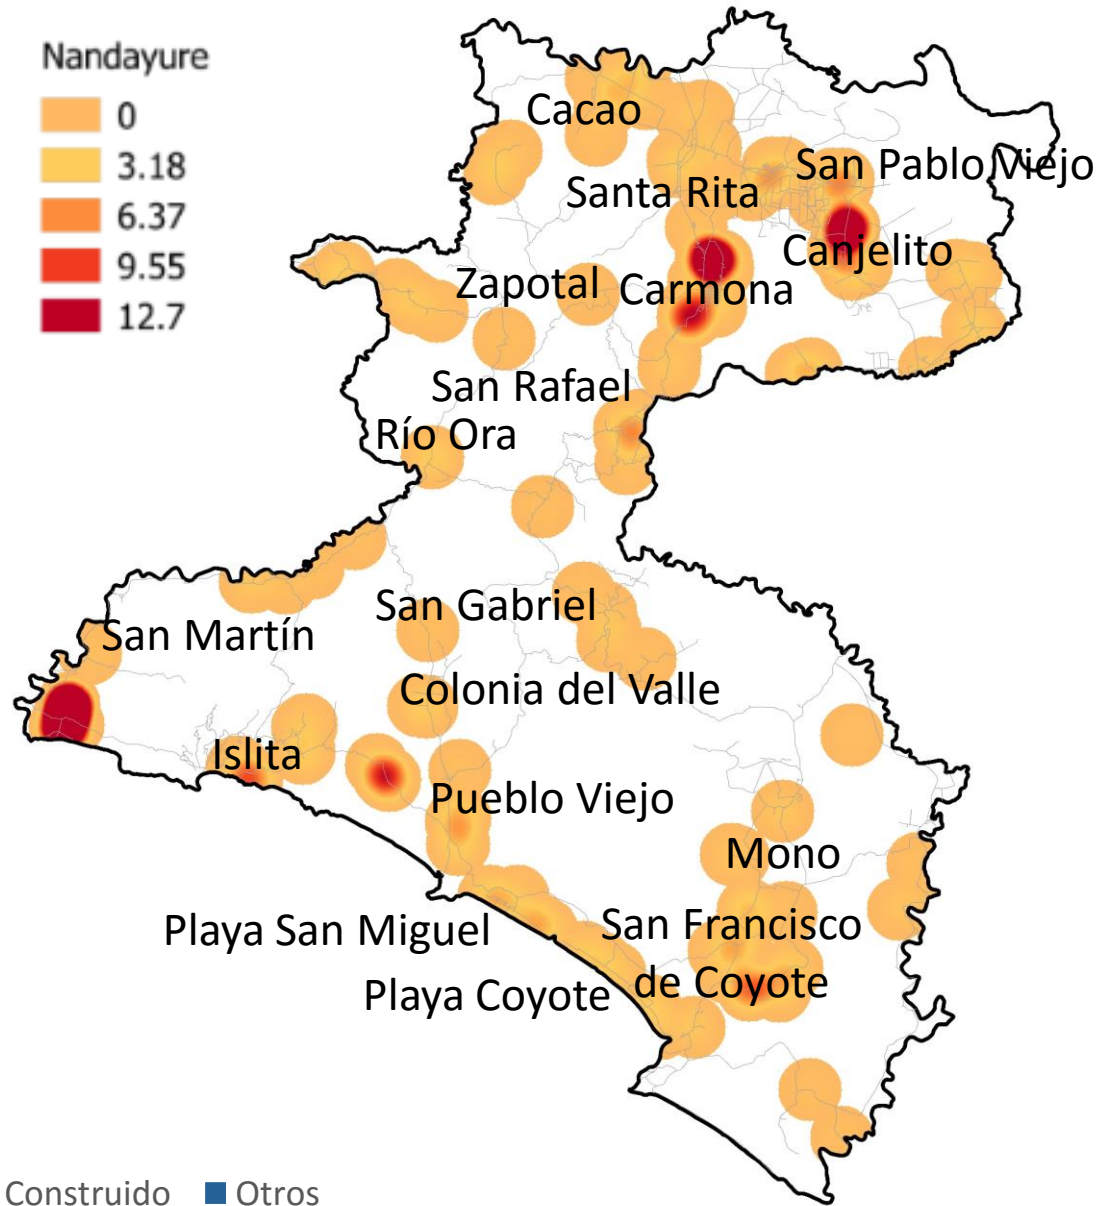 Nandayure
0
3.18
6.37
9.55
12.7
Cacao
San Pablo Viejo
Santa Rita
Canjelito
Zapotal
Carmona
San Rafael
Río Ora
San Gabriel
San Martín
Colonia del Valle
Islita
Pueblo Viejo
Mono
Playa San Miguel
San Francisco
de Coyote
Playa Coyote
Construido
Otros